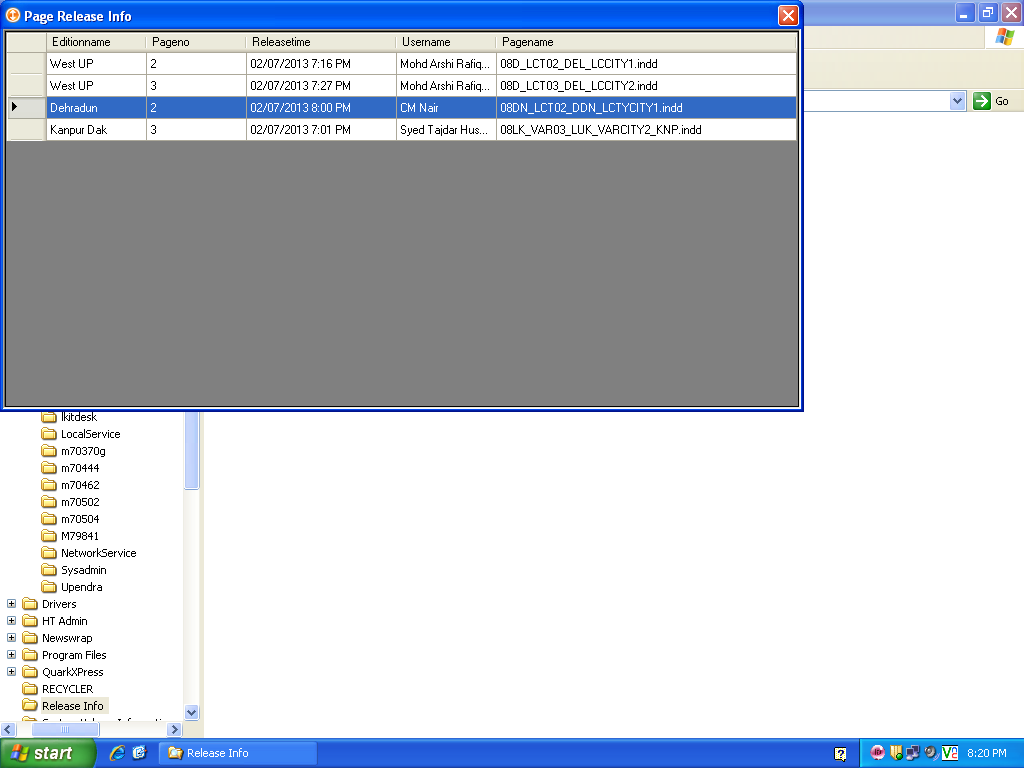 Page Release Info
Editionname Pageno Releasetime Username Pagename
West UP 2 02/07/2013 7:16 PM Mohd Arshi Rafiq... 08D_LCT02_DEL_LCCITY1.indd
West UP 3 02/07/2013 7:27 PM Mohd Arshi Rafiq... 08D_LCT03_DEL_LCCITY2.indd
Dehradun 2 02/07/2013 8:00 PM CM Nair 08DN_LCT02_DDN_LCTYCITY1.indd
Kanpur Dak 3 02/07/2013 7:01 PM Syed Tajdar Hus... 08LK_VAR03_LUK_VARCITY2_KNP.indd
Go
lkitdesk
LocalService
m70370g
m70444
m70462
m70502
m70504
M79841
NetworkService
Sysadmin
Upendra
Drivers
HT Admin
Newswrap
Program Files
QuarkXPress
RECYCLER
Release Info
start Release Info 8:20 PM